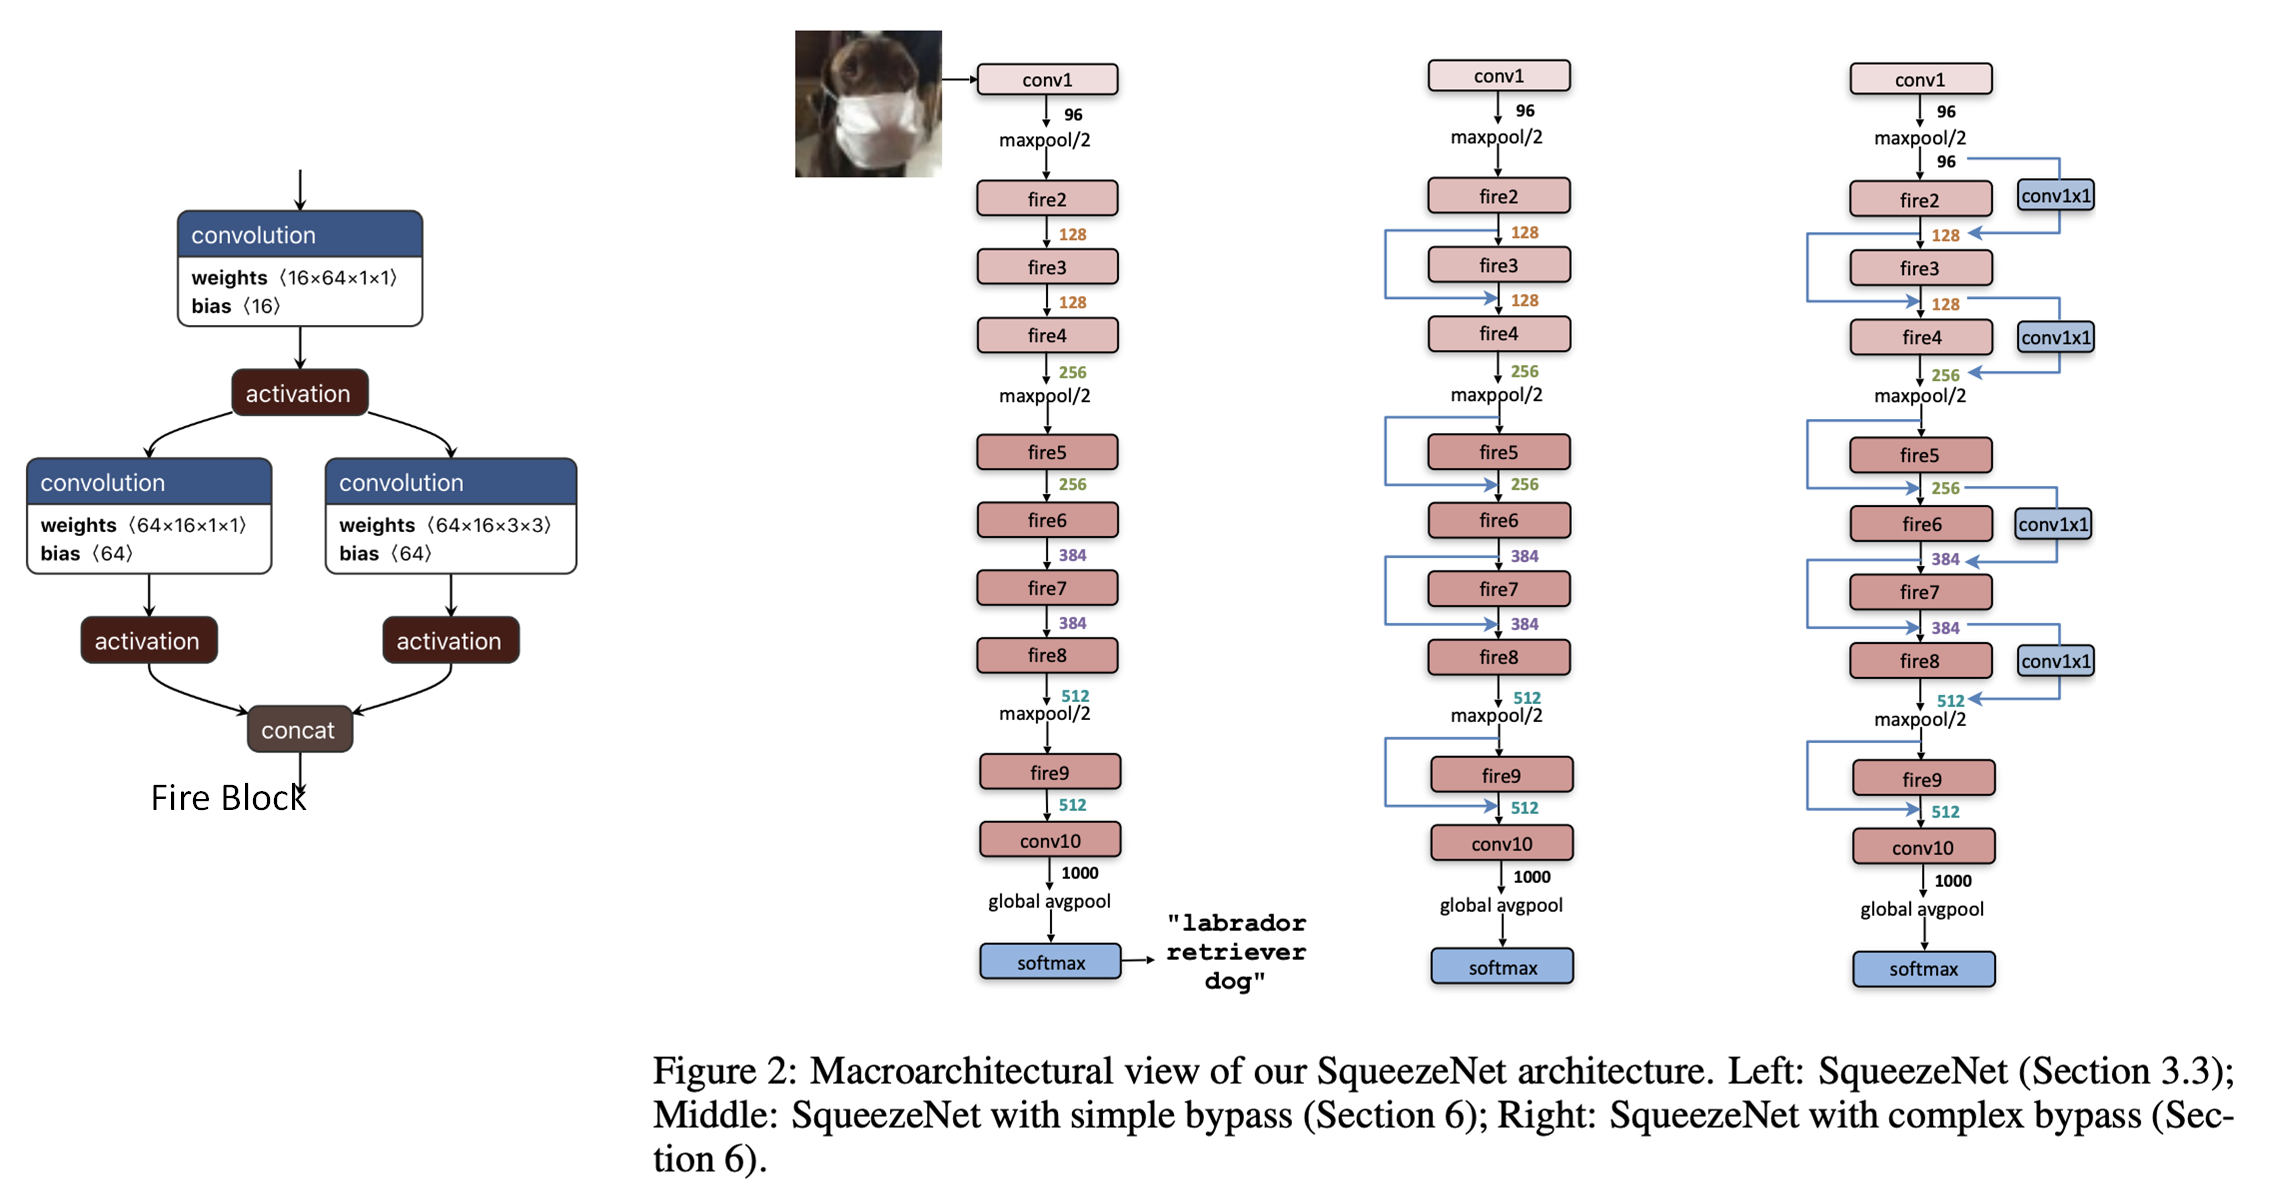 convolution
weights ⟨16×64×1×1⟩
bias ⟨16⟩
activation
convolution
weights ⟨64×16×1×1⟩
bias ⟨64⟩
convolution
weights ⟨64×16×3×3⟩
bias ⟨64⟩
activation
activation
concat
Fire Block
conv1
96
maxpool/2
fire2
128
fire3
128
fire4
256
maxpool/2
fire5
256
fire6
384
fire7
384
fire8
512
maxpool/2
fire9
512
conv10
1000
global avgpool
softmax
"labrador
retriever
dog"
conv1
96
maxpool/2
fire2
128
fire3
128
fire4
256
maxpool/2
fire5
256
fire6
384
fire7
384
fire8
512
maxpool/2
fire9
512
conv10
1000
global avgpool
softmax
conv1
96
maxpool/2
96
fire2
conv1x1
128
fire3
128
fire4
conv1x1
256
maxpool/2
fire5
256
fire6
conv1x1
384
fire7
384
fire8
conv1x1
512
maxpool/2
fire9
512
conv10
1000
global avgpool
softmax
Figure 2: Macroarchitectural view of our SqueezeNet architecture. Left: SqueezeNet (Section 3.3);
Middle: SqueezeNet with simple bypass (Section 6); Right: SqueezeNet with complex bypass (Sec-
tion 6).